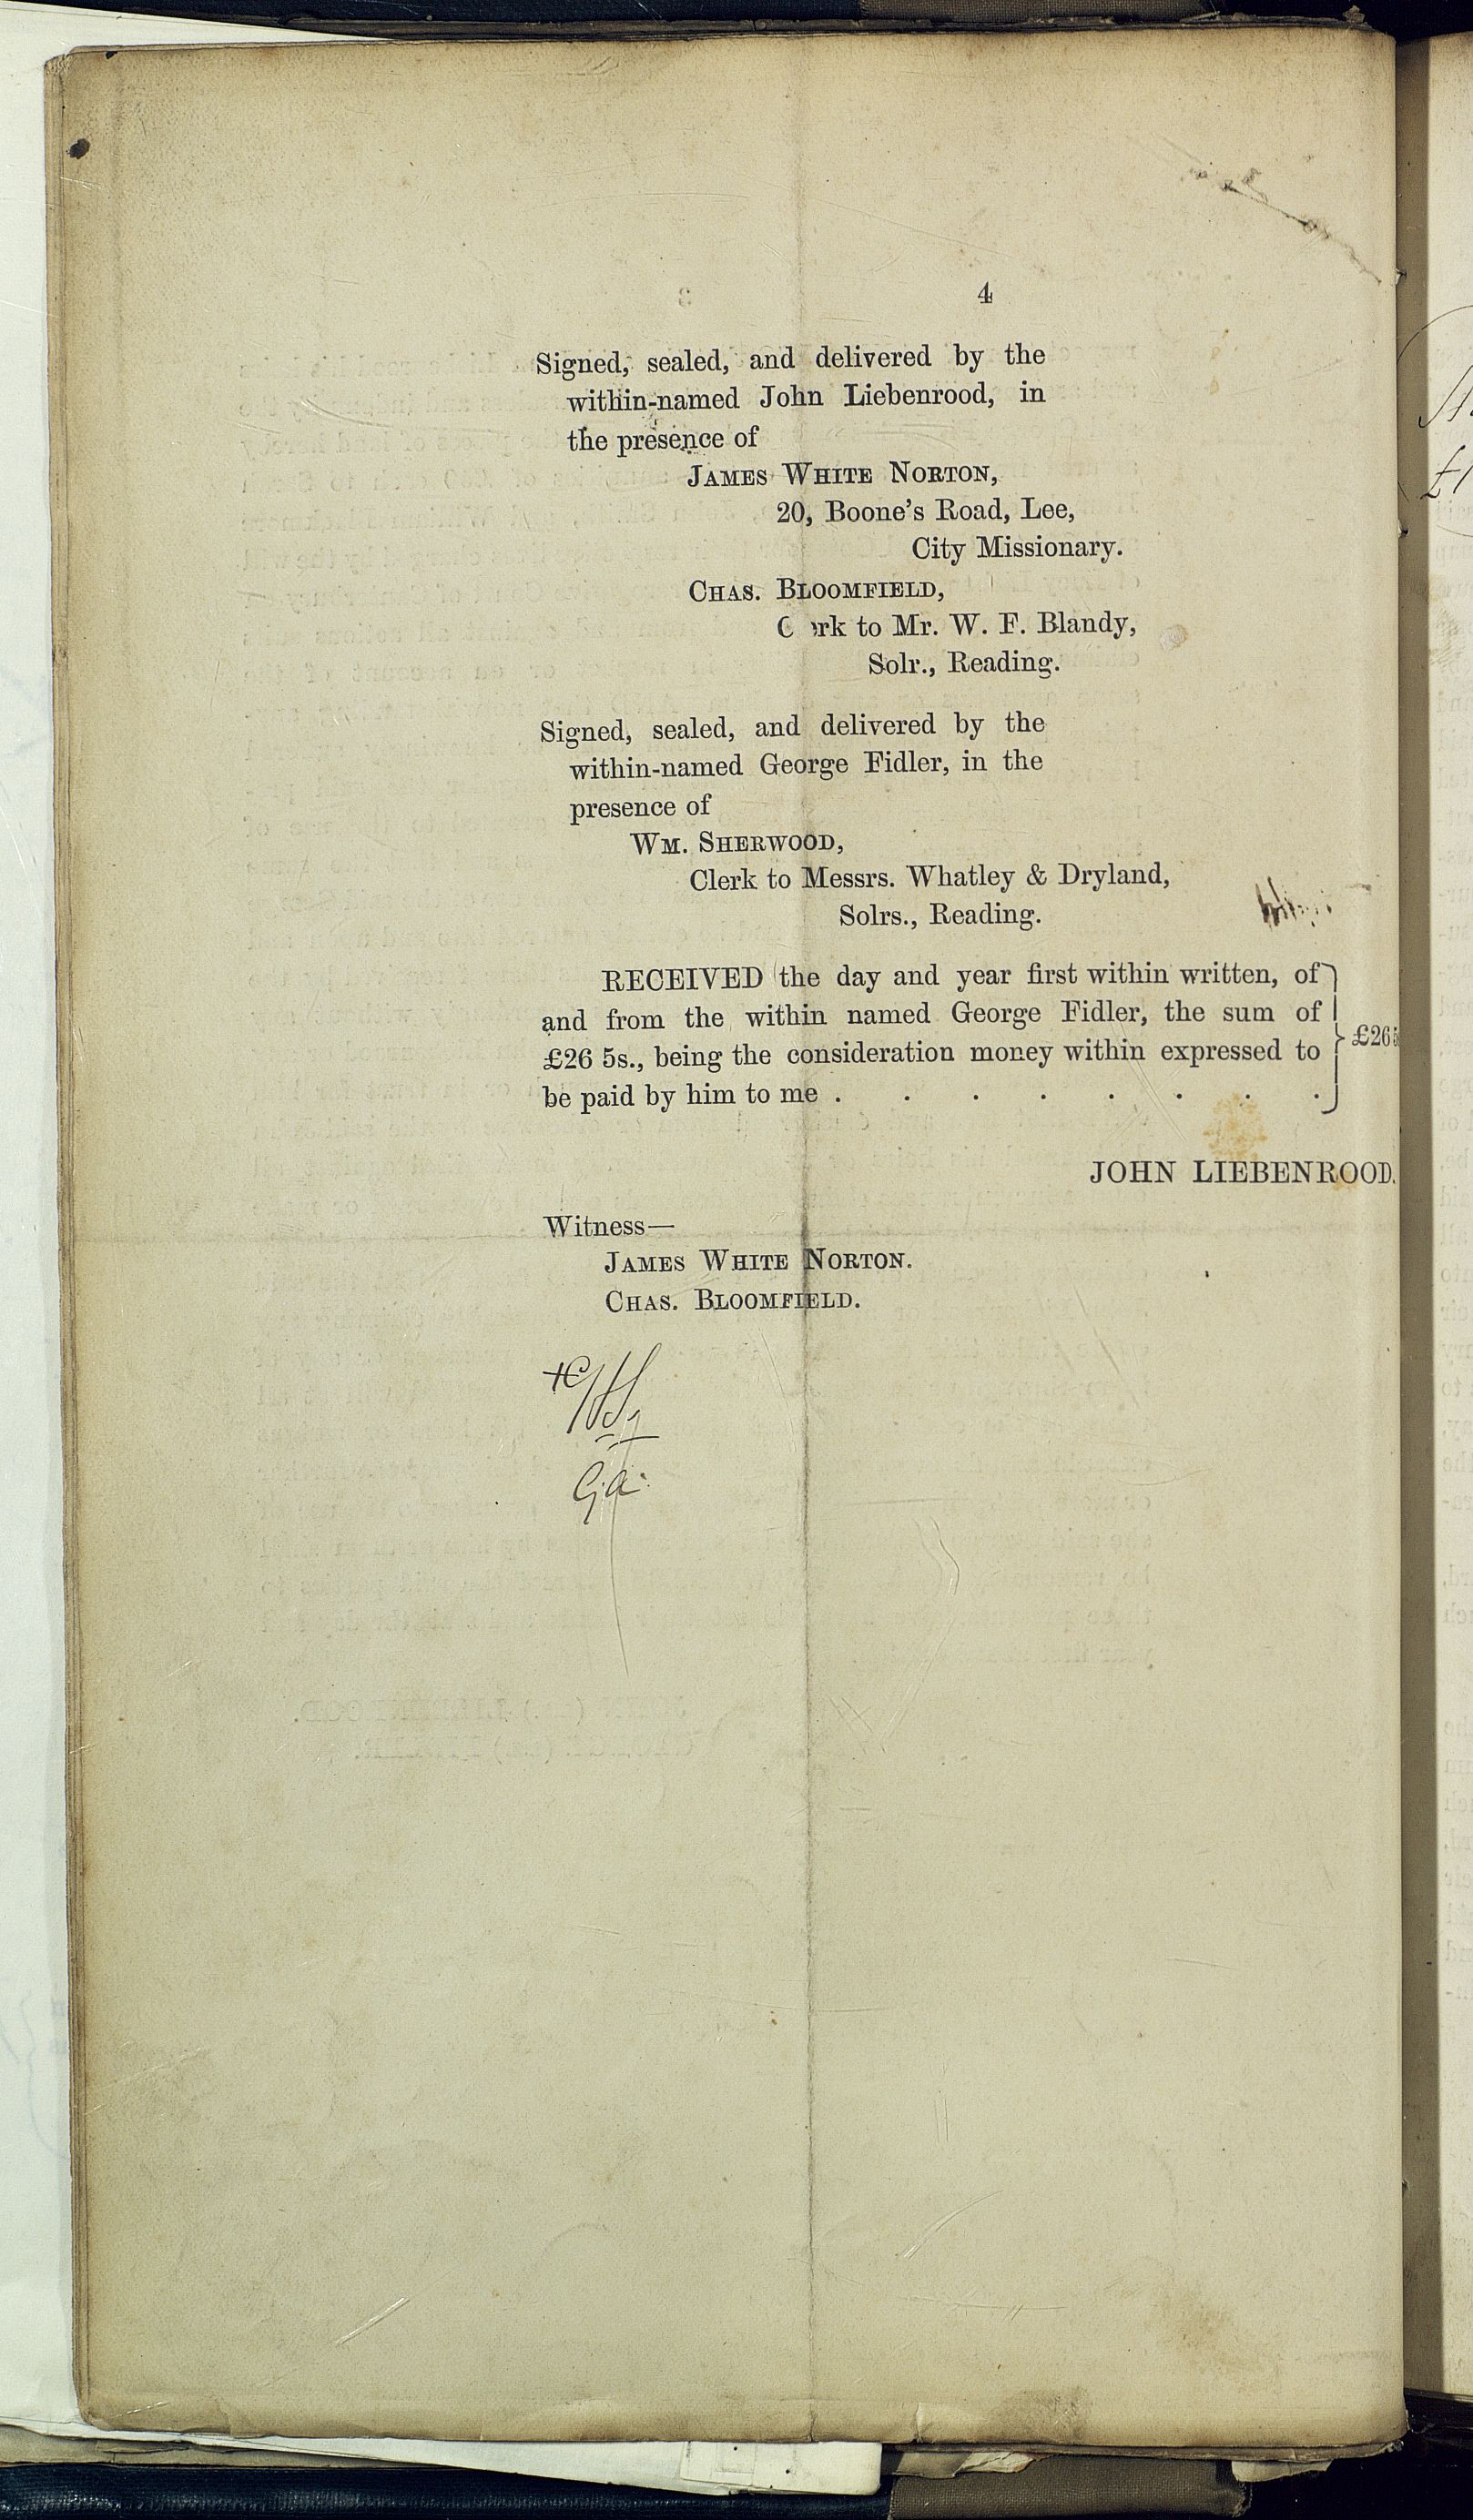 4
Signed, sealed, and delivered by the
within-named John Liebenrood, in
the presence of
JAMES WHITE NORTON,
20, Boone's Road, Lee,
City Missionary.
CHAS. BLOOMFIELD,
C rk to Mr. W. F. Blandy,
Solr., Reading.
Signed, sealed, and delivered by the
within-named George Fidler, in the
presence of
WM. SHERWOOD,
Clerk to Messrs. Whatley & Dryland,
Solrs., Reading.
RECEIVED the day and year first within written, of
and from the within named George Fidler, the sum of
£26 5s., being the consideration money within expressed to
be paid by him to me . . . . . . . .
£26 5
JOHN LIEBENROOD.
Witness—
JAMES WHITE NORTON.
CHAS. BLOOMFIELD.